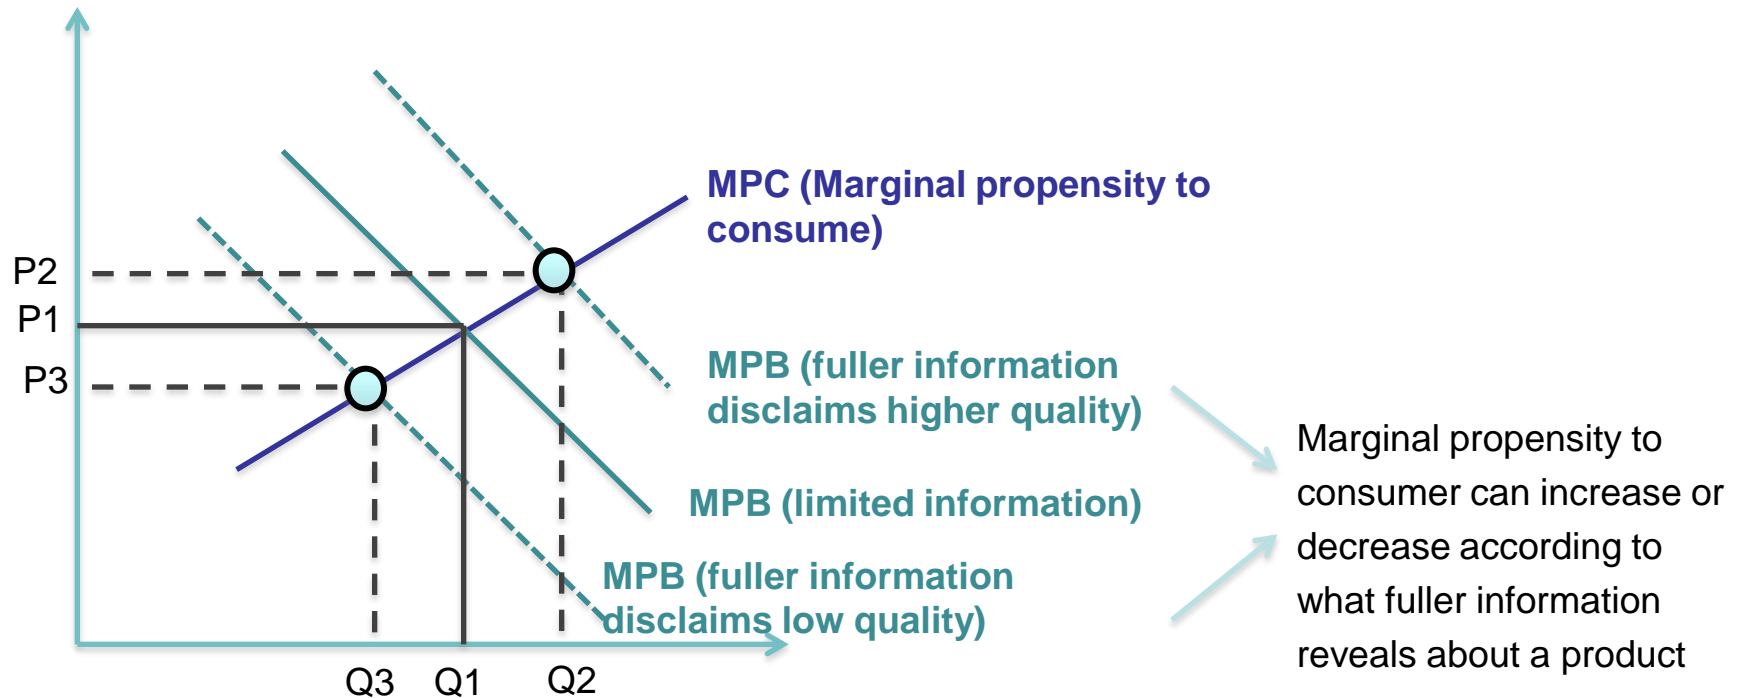 MPC (Marginal propensity to
consume)
P2
P1
P3
MPB (fuller information
disclaims higher quality)
MPB (limited information)
MPB (fuller information
disclaims low quality)
Marginal propensity to
consumer can increase or
decrease according to
what fuller information
reveals about a product
Q3 Q1 Q2